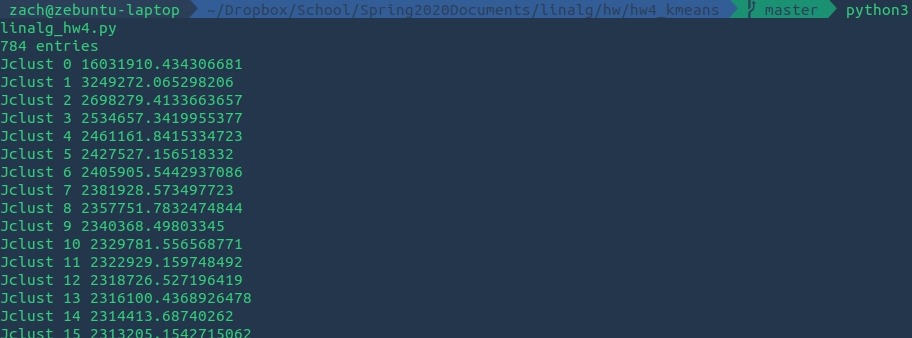 zach@zebuntu-laptop ~/Dropbox/School/Spring2020Documents/linalg/hw/hw4_kmeans master python3
linalg_hw4.py
784 entries
Jclust 0 16031910.434306681
Jclust 1 3249272.065298206
Jclust 2 2698279.4133663657
Jclust 3 2534657.3419955377
Jclust 4 2461161.8415334723
Jclust 5 2427527.156518332
Jclust 6 2405905.5442937086
Jclust 7 2381928.573497723
Jclust 8 2357751.7832474844
Jclust 9 2340368.49803345
Jclust 10 2329781.556568771
Jclust 11 2322929.159748492
Jclust 12 2318726.527196419
Jclust 13 2316100.4368926478
Jclust 14 2314413.68740262
Jclust 15 2313205.1542715062